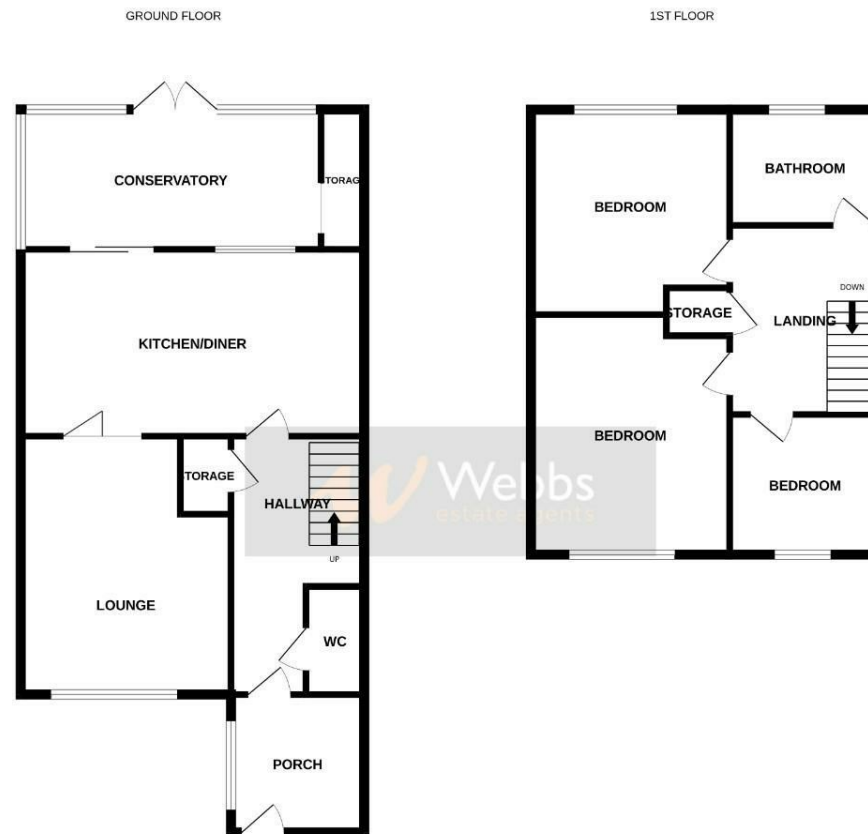 GROUND FLOOR
1ST FLOOR
CONSERVATORY
TORAG
KITCHEN/DINER
TORAGE
HALLWAY
UP
LOUNGE
WC
PORCH
BEDROOM
BATHROOM
STORAGE
LANDING
DOWN
BEDROOM
BEDROOM
Webbs
estate agents